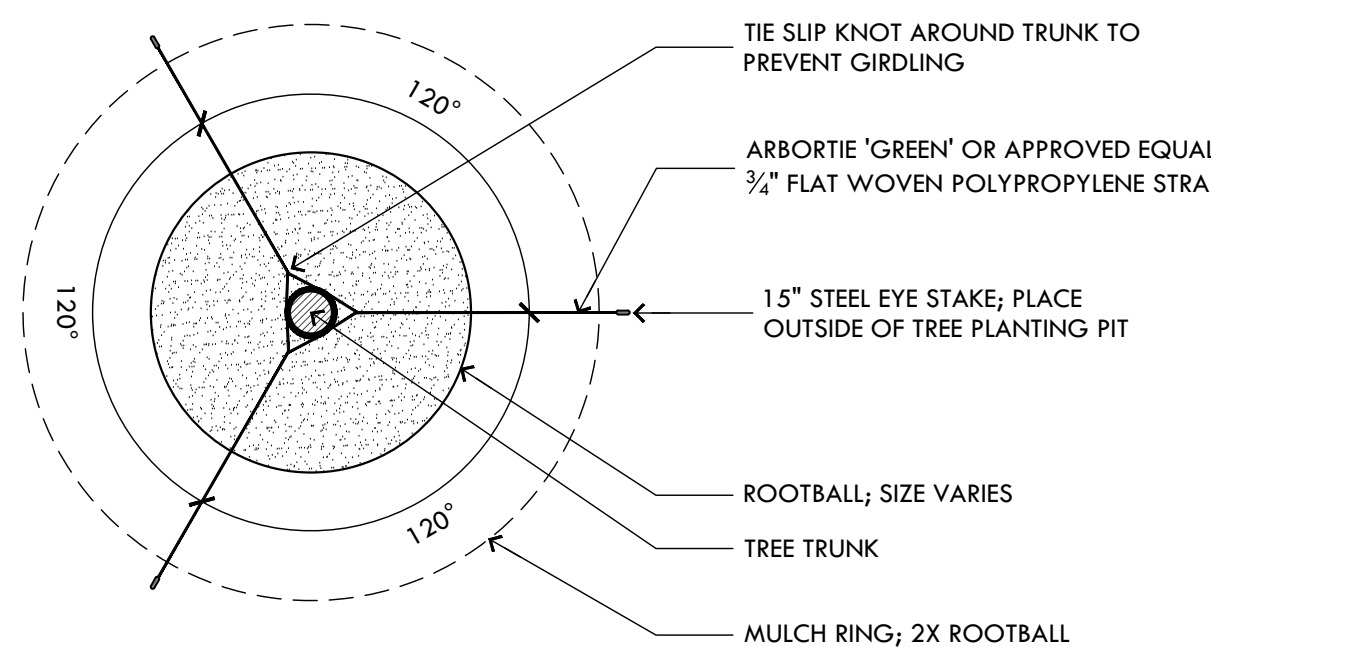 TIE SLIP KNOT AROUND TRUNK TO
PREVENT GIRDLING
120°
ARBORTIE 'GREEN' OR APPROVED EQUAL
¾" FLAT WOVEN POLYPROPYLENE STRA
120°
15" STEEL EYE STAKE; PLACE
OUTSIDE OF TREE PLANTING PIT
ROOTBALL; SIZE VARIES
120°
TREE TRUNK
MULCH RING; 2X ROOTBALL